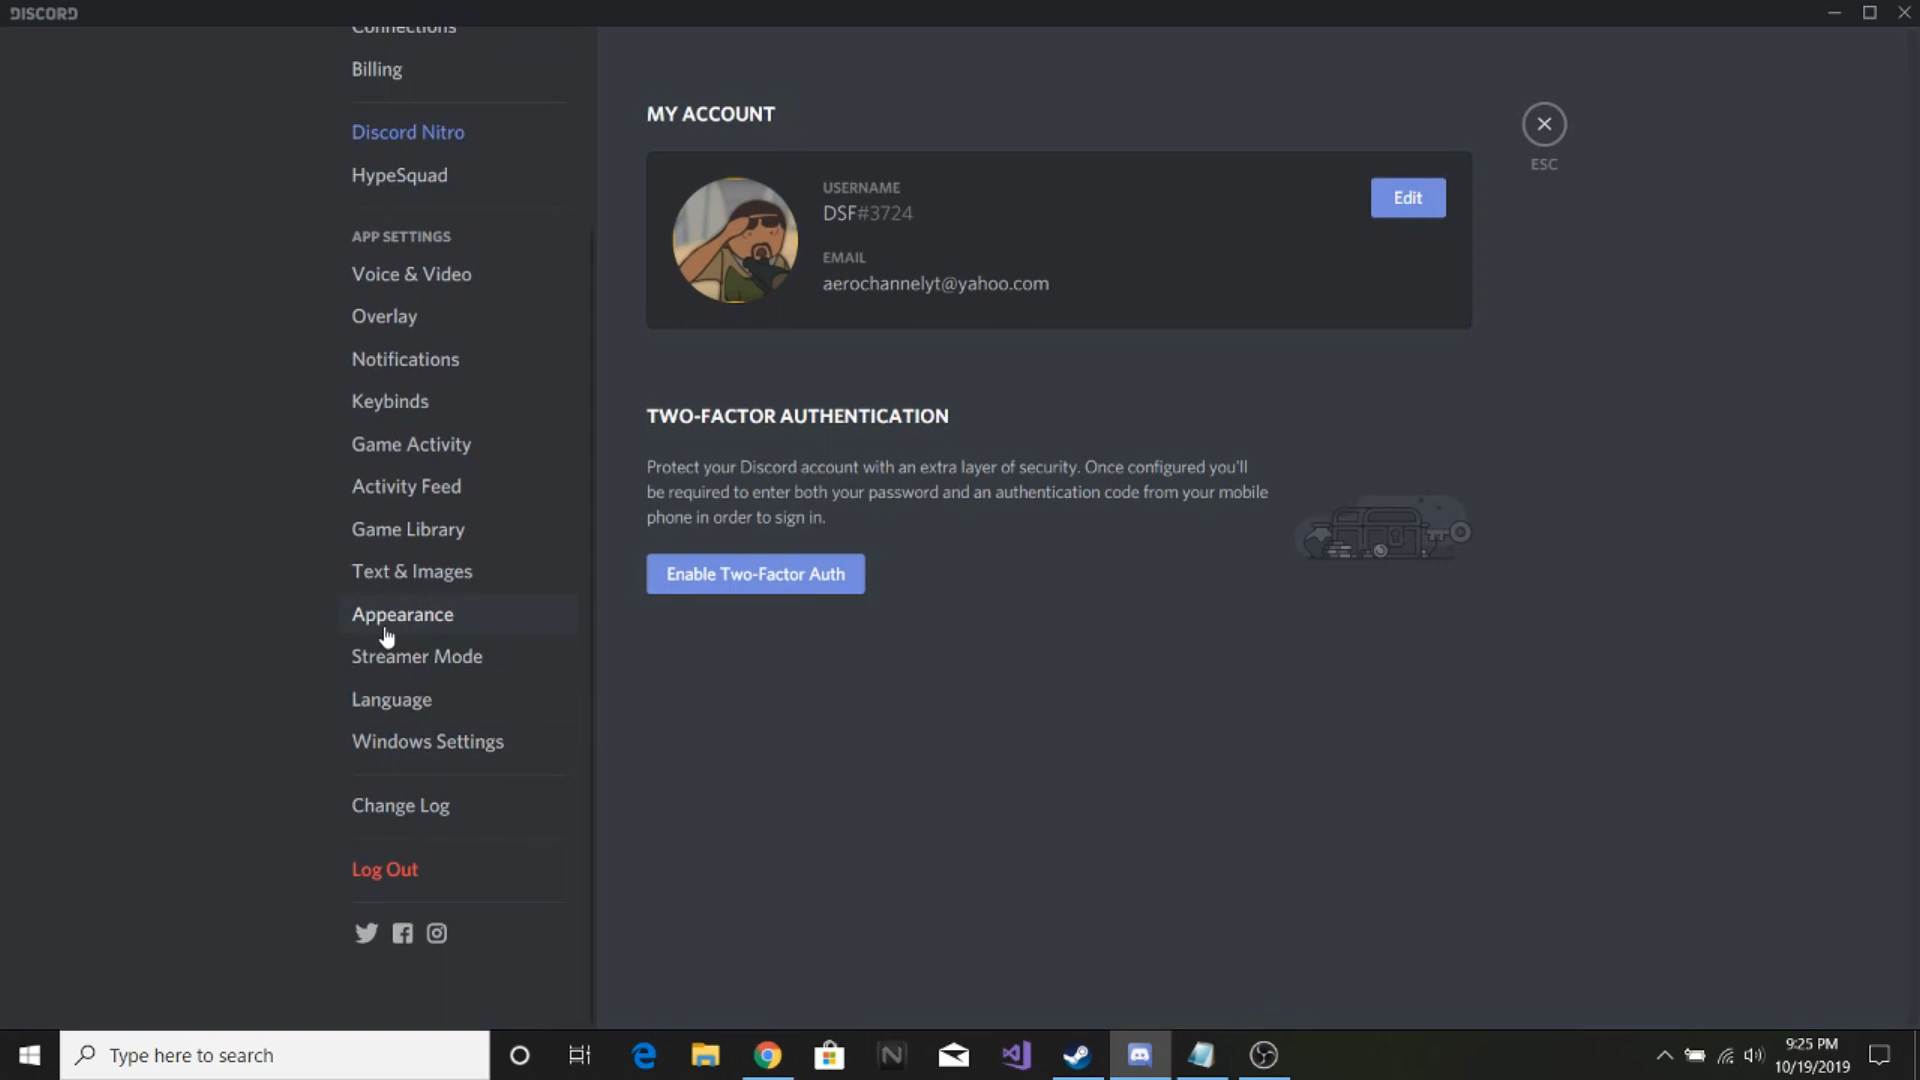 DISCORD
Connections
Billing
Discord Nitro
HypeSquad
APP SETTINGS
Voice & Video
Overlay
Notifications
Keybinds
Game Activity
Activity Feed
Game Library
Text & Images
Appearance
Streamer Mode
Language
Windows Settings
Change Log
Log Out
MY ACCOUNT
USERNAME
DSF#3724
EMAIL
aerochannelyt@yahoo.com
Edit
ESC
TWO-FACTOR AUTHENTICATION
Protect your Discord account with an extra layer of security. Once configured you'll
be required to enter both your password and an authentication code from your mobile
phone in order to sign in.
Enable Two-Factor Auth
Type here to search
9:25 PM
10/19/2019